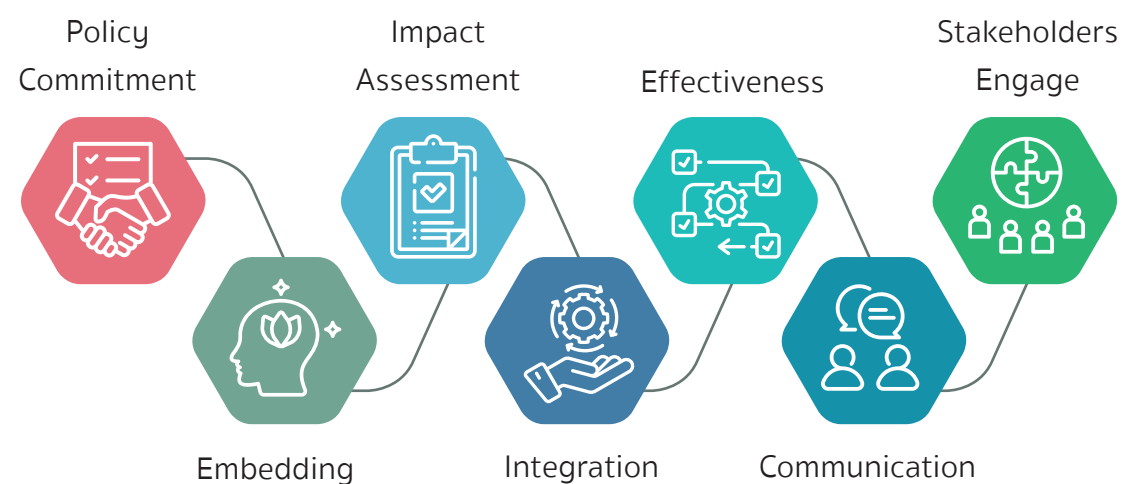 Policy
Commitment
Embedding
Impact
Assessment
Integration
Effectiveness
Communication
Stakeholders
Engage